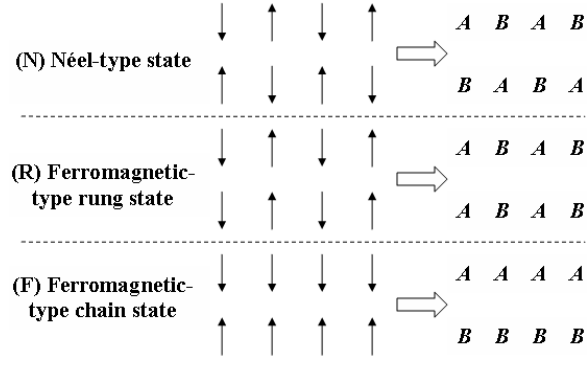 A B A B
(N) Néel-type state
B A B A
(R) Ferromagnetic-
type rung state
A B A B
A B A B
(F) Ferromagnetic-
type chain state
A A A A
B B B B